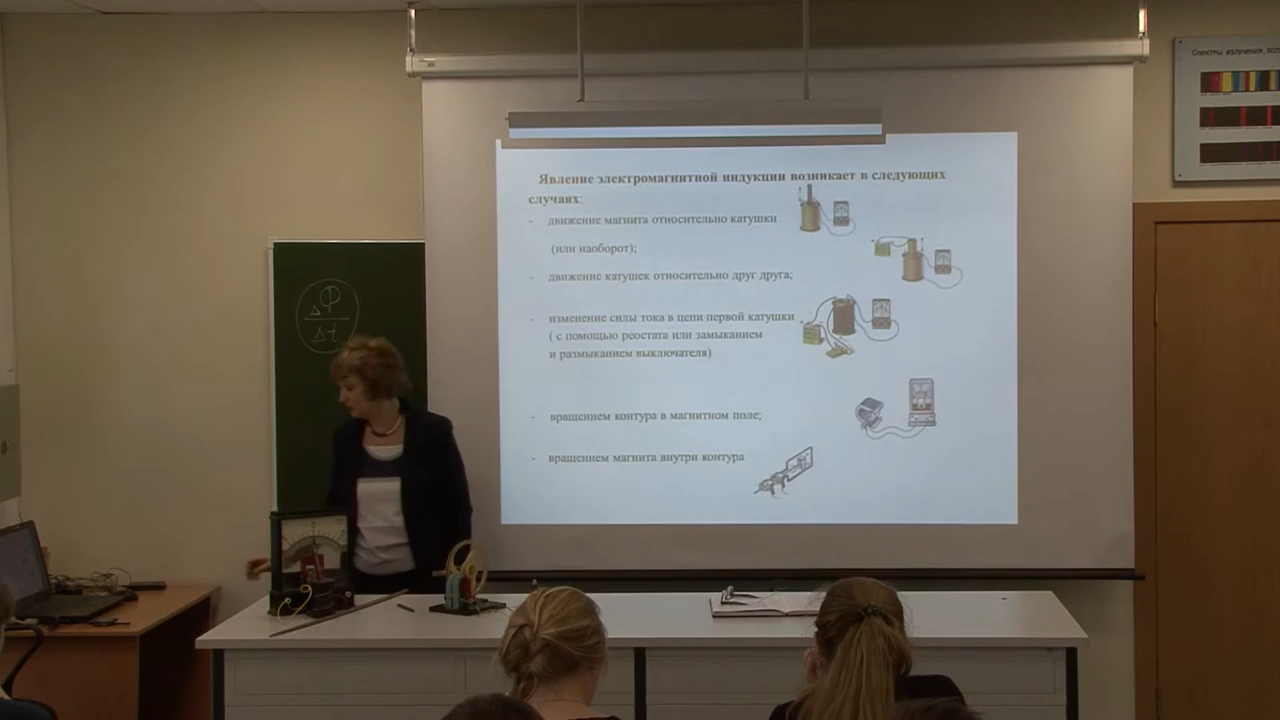 Спектры излучения,
Явление электромагнитной индукции возникает в следующих
случаях:
- движение магнита относительно катушки
(или наоборот);
- движение катушек относительно друг друга;
- изменение силы тока в цепи первой катушки
( с помощью реостата или замыканием
и размыканием выключателя)
- вращением контура в магнитном поле;
- вращением магнита внутри контура
ΔΦ
Δt